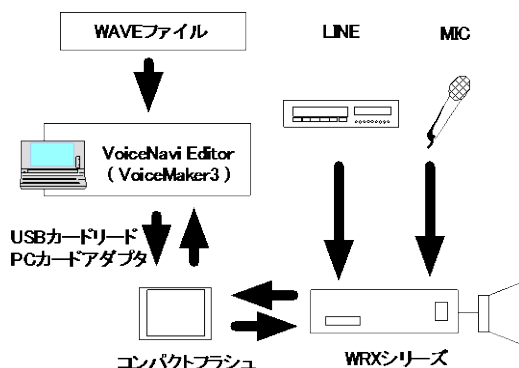 WAVEファイル
LINE
MIC
VoiceNavi Editor
( VoiceMaker3 )
USBカードリード
PCカードアダプタ
コンパクトフラシュ
WRXシリーズ